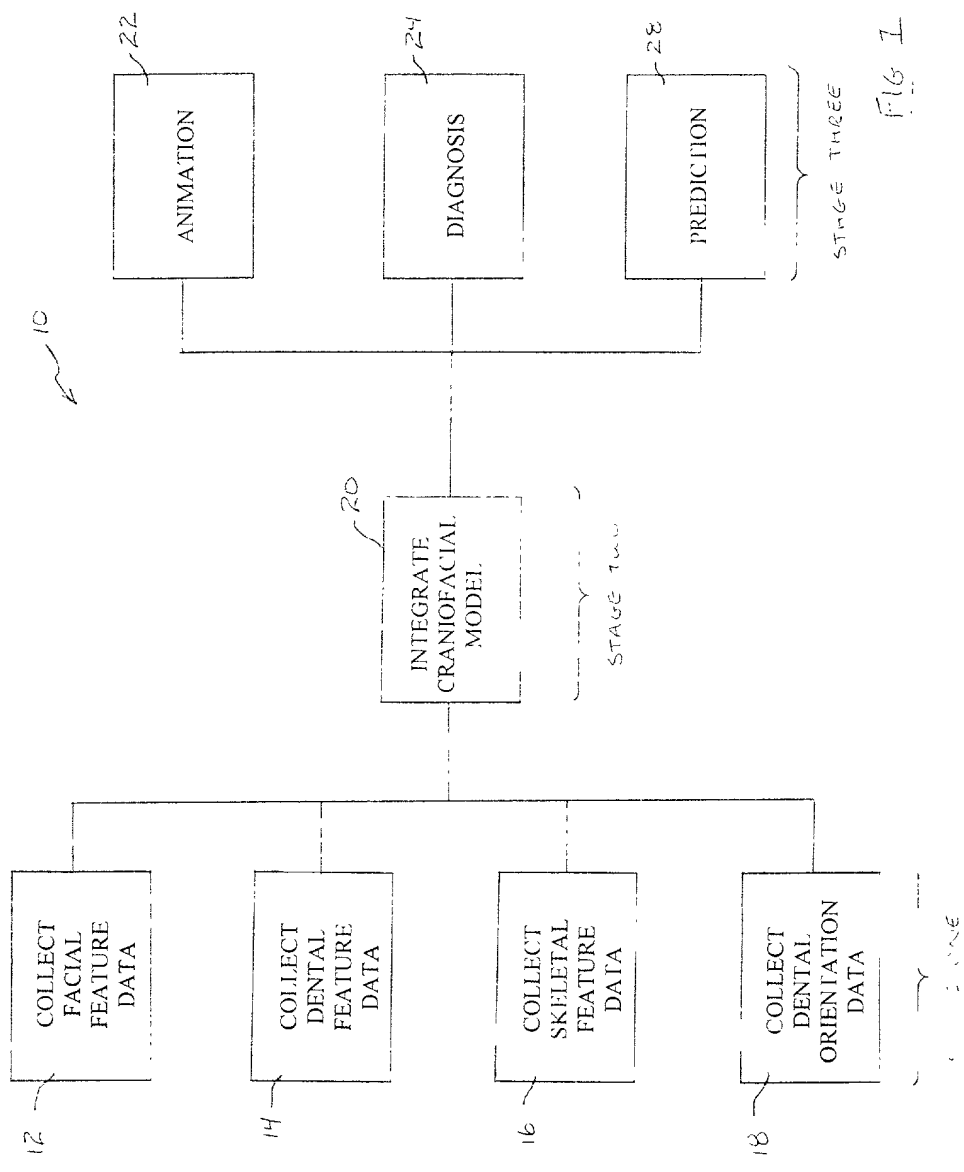 10
12
COLLECT
FACIAL
FEATURE
DATA
14
COLLECT
DENTAL
FEATURE
DATA
16
COLLECT
SKELETAL
FEATURE
DATA
18
COLLECT
DENTAL
ORIENTATION
DATA
20
INTEGRATE
CRANIOFACIAL
MODEL
STAGE
22
ANIMATION
24
DIAGNOSIS
28
PREDICTION
STAGE THREE
FIG 1